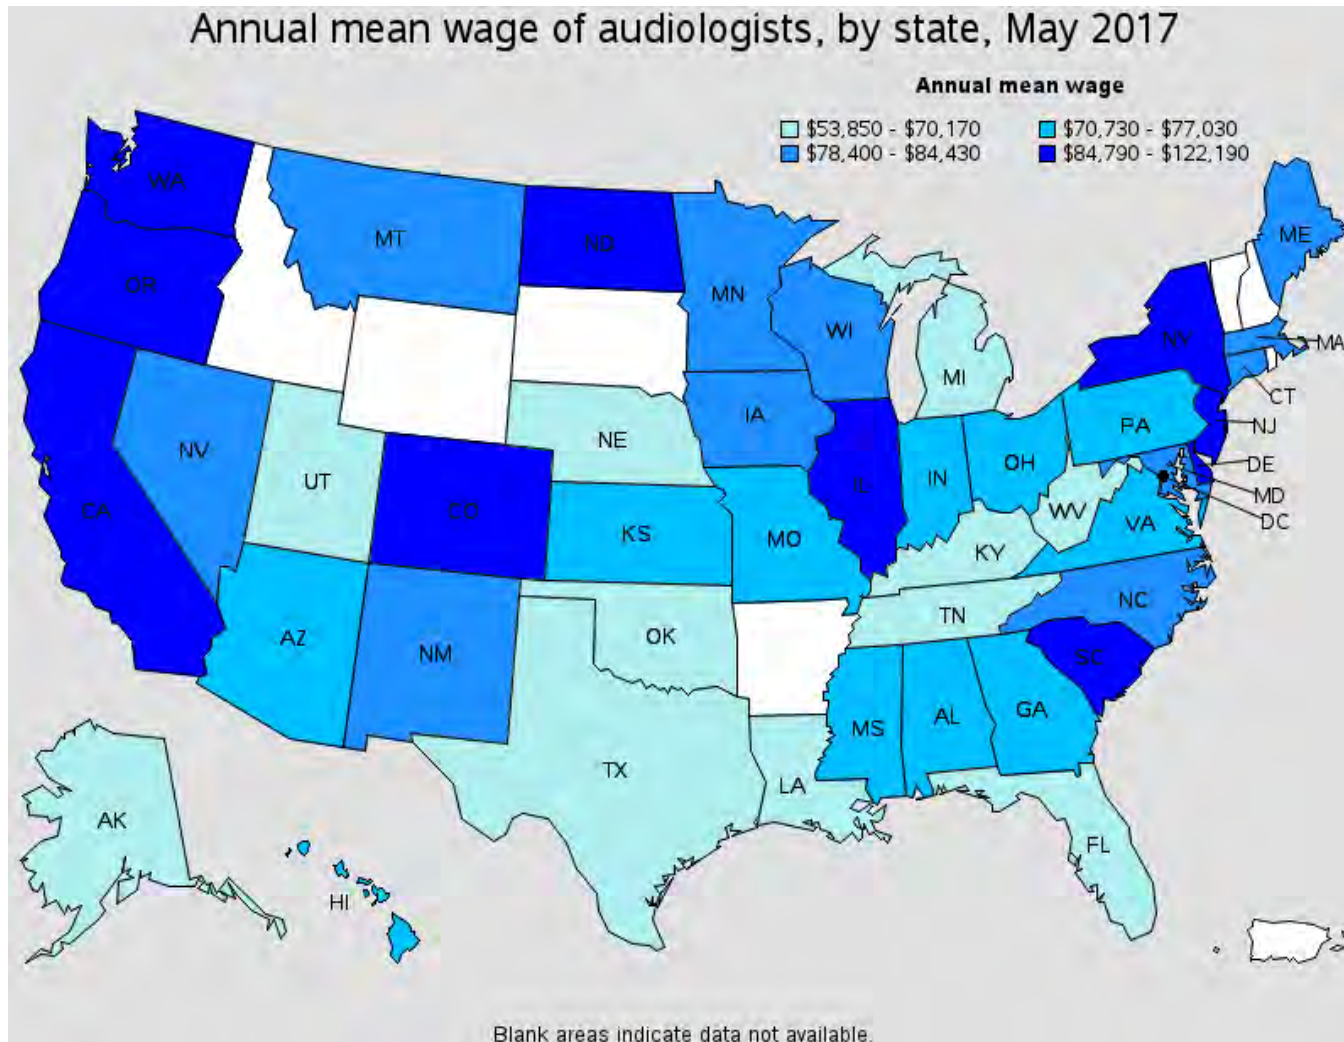 Annual mean wage of audiologists, by state, May 2017
Annual mean wage
$53,850 - $70,170 $70,730 - $77,030
$78,400 - $84,430 $84,790 - $122,190
WA
MT
ND
ME
OR
MN
WI
NY
MA
MI
CT
IA
PA
NJ
NV
NE
UT
OH
IN
DE
IL
MD
CA
CO
WV
DC
KS
MO
VA
KY
NC
TN
AZ
OK
NM
SC
GA
AL
MS
TX
LA
AK
FL
HI
Blank areas indicate data not available.